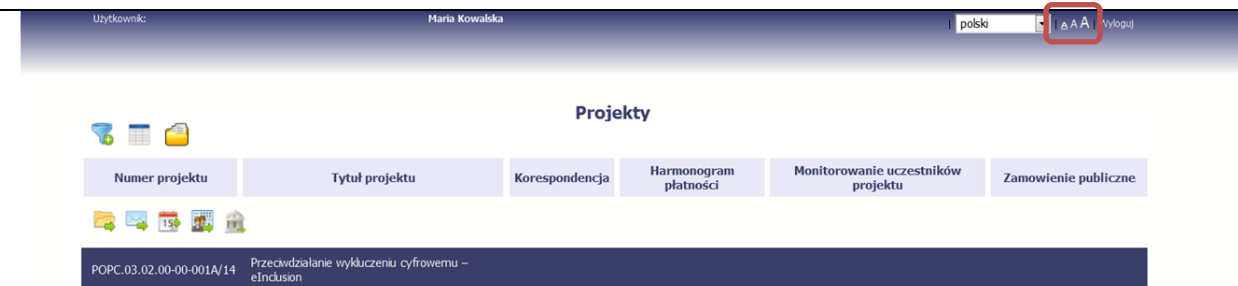 Użytkownik: Maria Kowalska | polski | A A A | Wyloguj
Projekty
Numer projektu Tytuł projektu Korespondencja Harmonogram płatności Monitorowanie uczestników projektu Zamowienie publiczne
15
POPC.03.02.00-00-001A/14 Przeciwdziałanie wykluczeniu cyfrowemu –
eInclusion